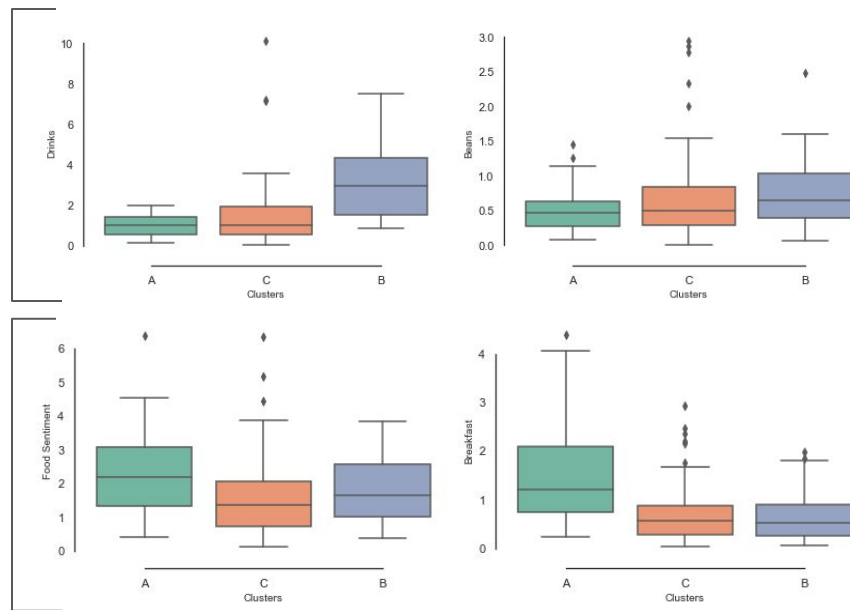 Drinks
10
8
6
4
2
0
A C B
Clusters
Beans
3.0
2.5
2.0
1.5
1.0
0.5
0.0
A C B
Clusters
Food Sentiment
6
5
4
3
2
1
0
A C B
Clusters
Breakfast
4
3
2
1
0
A C B
Clusters